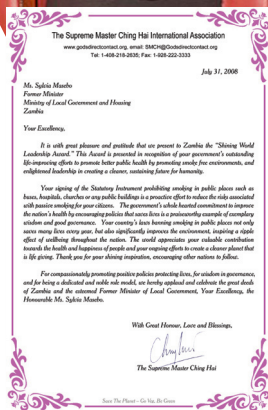 The Supreme Master Ching Hai International Association
www.godsdirectcontact.org, email: SMCH@Godsdirectcontact.org
Tel: 1-408-218-2535; Fax: 1-928-222-3333
July 31, 2008
Ms. Sylvia Masebo
Former Minister
Ministry of Local Government and Housing
Zambia
Your Excellency,
It is with great pleasure and gratitude that we present to Zambia the "Shining World
Leadership Award." This Award is presented in recognition of your government's outstanding
life-improving efforts to promote better public health by promoting smoke free environments, and
enlightened leadership in creating a cleaner, sustaining future for humanity.
Your signing of the Statutory Instrument prohibiting smoking in public places such as
buses, hospitals, churches or any public buildings is a proactive effort to reduce the risks associated
with passive smoking for your citizens. The government's whole hearted commitment to improve
the nation's health by encouraging policies that saves lives is a praiseworthy example of exemplary
wisdom and good governance. Your country's laws banning smoking in public places not only
saves many lives every year, but also significantly improves the environment, inspiring a ripple
effect of wellbeing throughout the nation. The world appreciates your valuable contribution
towards the health and happiness of people and your ongoing efforts to create a cleaner planet that
is life giving. Thank you for your shining inspiration, encouraging other nations to follow.
For compassionately promoting positive policies protecting lives, for wisdom in governance,
and for being a dedicated and noble role model, we hereby applaud and celebrate the great deeds
of Zambia and the esteemed Former Minister of Local Government, Your Excellency, the
Honourable Ms. Sylvia Masebo.
With Great Honour, Love and Blessings,
The Supreme Master Ching Hai
Save The Planet - Go Veg, Be Green